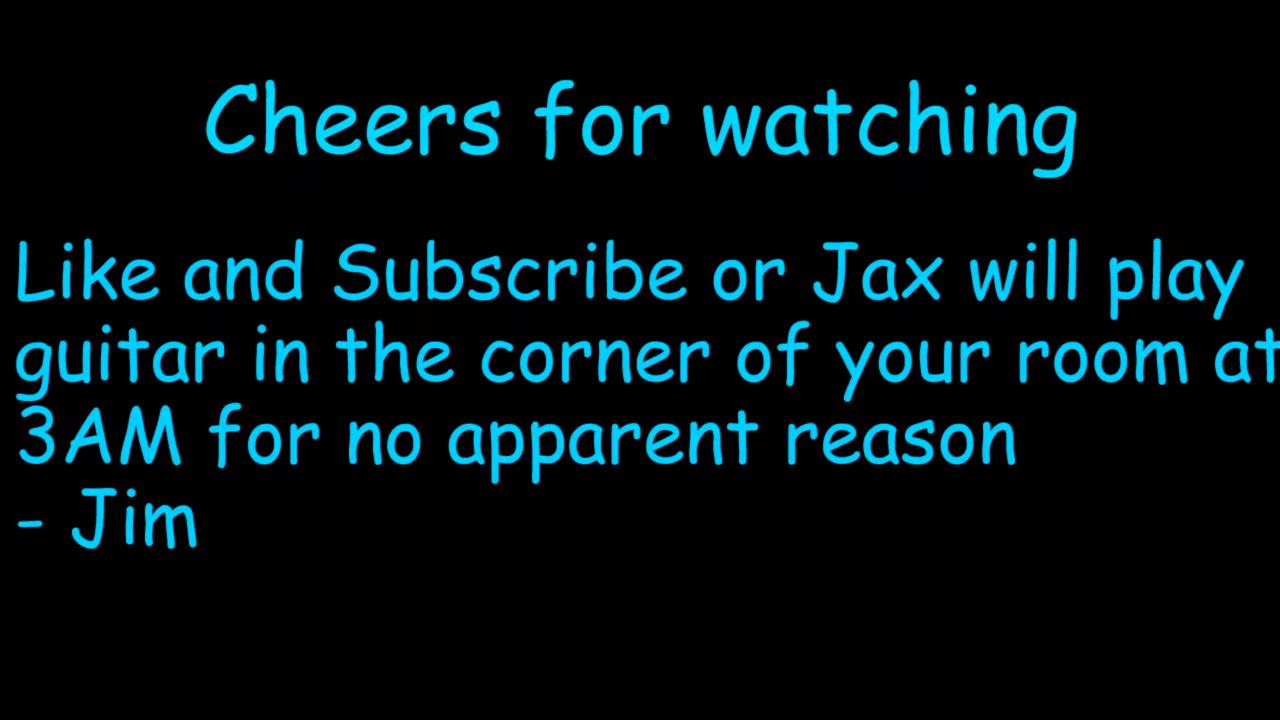 Cheers for watching
Like and Subscribe or Jax will play
guitar in the corner of your room at
3AM for no apparent reason
- Jim